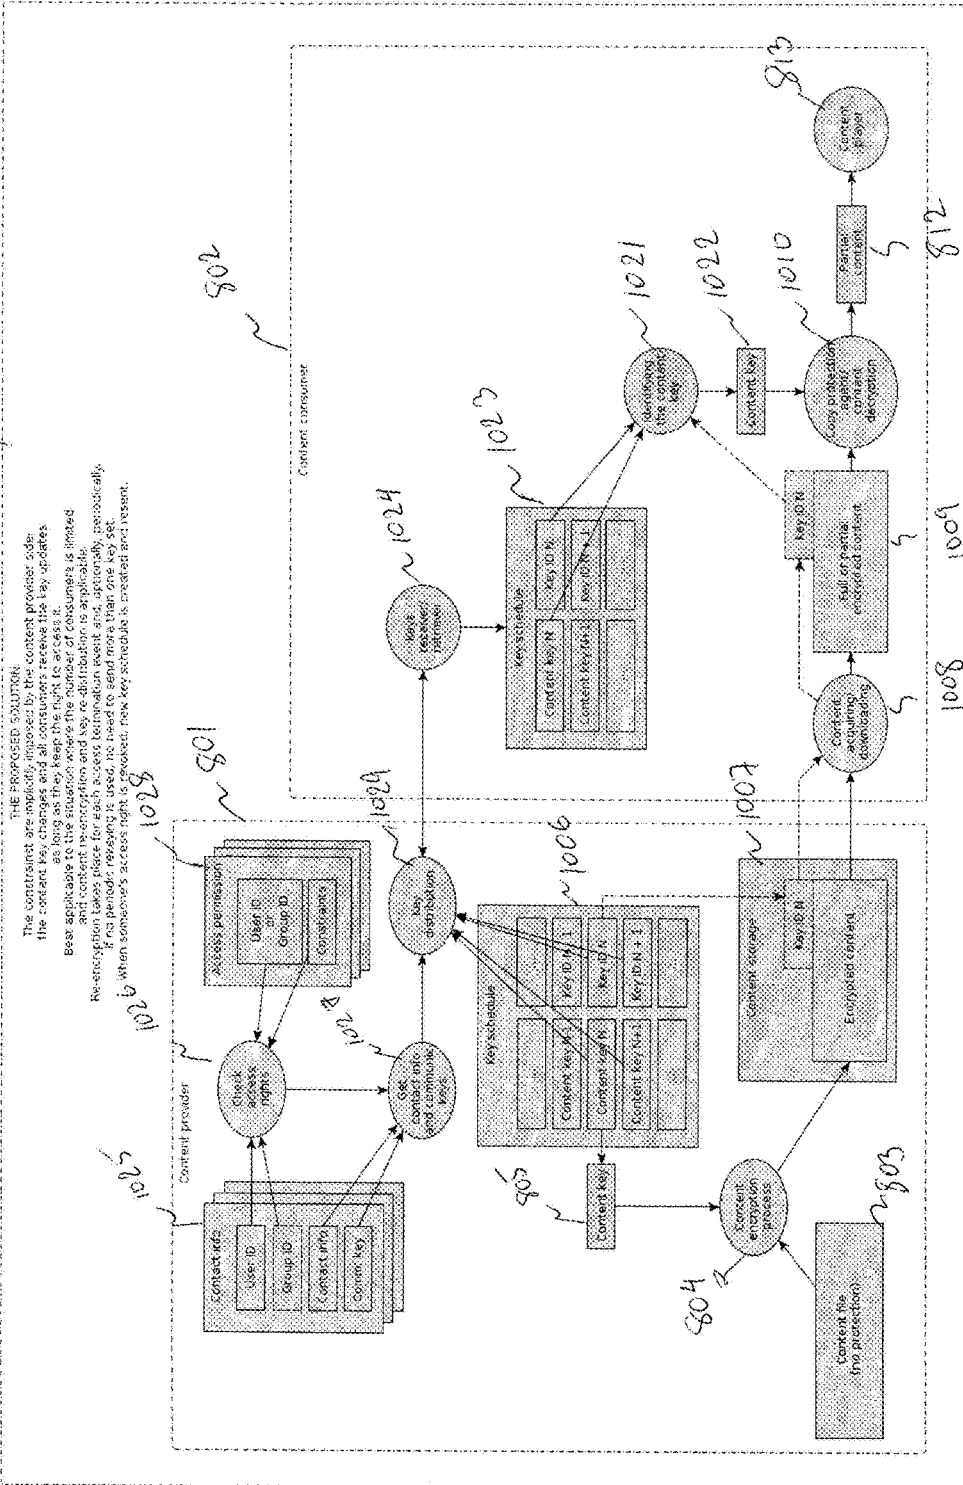 THE PROPOSED SOLUTION:
The constrainst are implicitly imposed by the content provider side:
the content key changes and all consumers receive the key updates
as long as they keep the right to access it.
Best applicable to the situation where the number of consumers is limited
and content re-encryption and key re-distribution is applicable.
Re-encryption takes place for each access termination event and, optionally, periodically.
If no periodic rekeying is used, no need to send more than one key set.
When someone's access right is revoked, new key schedule is created and resent.
Content provider
801
1025
Contact info
User ID
Group ID
Contact info
Comm. key
1026
Check
access
rights
1028
Access permission
User ID
or
Group ID
Constraints
Get
contact info
and communic.
keys
Key
distribution
1029
Key schedule
1006
...
...
Content key N-1
Key ID N - 1
Content key N
Key ID N
Content key N+1
Key ID N + 1
...
...
805
Content key
804
Content
encryption
process
803
Content file
(no protection)
1007
Content storage
Key ID N
Encrypted content
Content consumer
802
1024
Keys
receiver/
retriever
1023
Key schedule
Content key N
Key ID N
Content key N+1
Key ID N + 1
...
...
1021
Identifying
the content
key
1022
Content key
1008
Content
acquiring/
downloading
1009
Key ID N
Full or partial
encrypted content
1010
Copy protection
agent/
content
decryption
812
Partial
content
813
Content
player